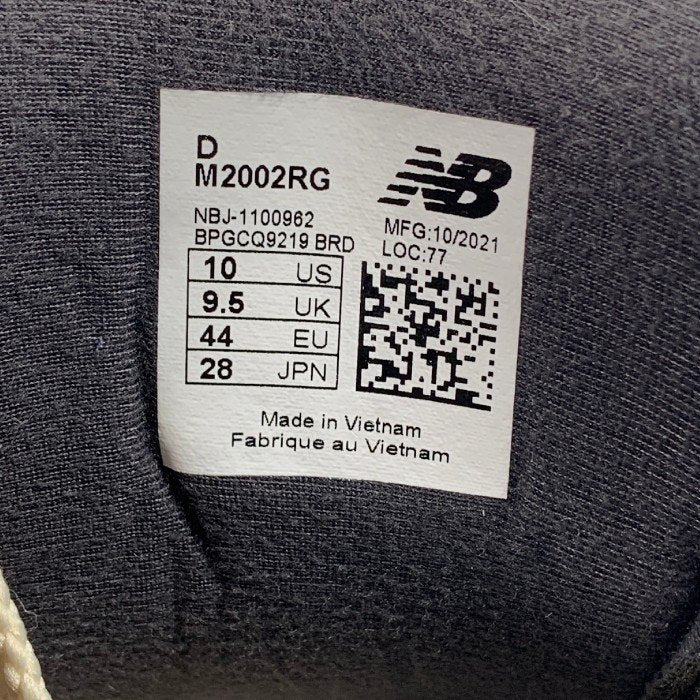 D
M2002RG
NB
NBJ-1100962
BPGCQ9219 BRD
MFG:10/2021
LOC:77
10 US
9.5 UK
44 EU
28 JPN
Made in Vietnam
Fabrique au Vietnam